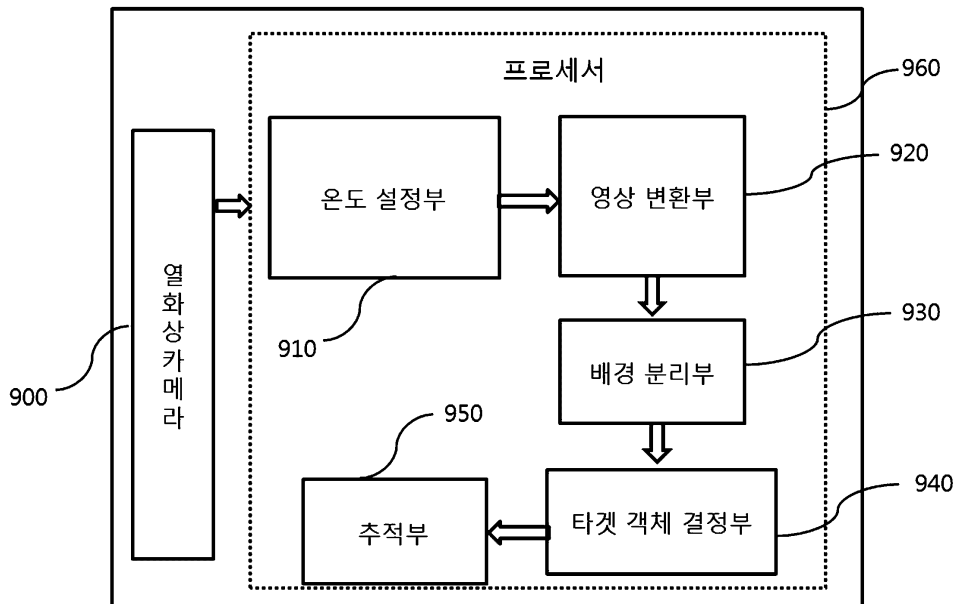 프로세서
960
온도 설정부
영상 변환부
920
910
열화상카메라
900
배경 분리부
930
950
추적부
타겟 객체 결정부
940